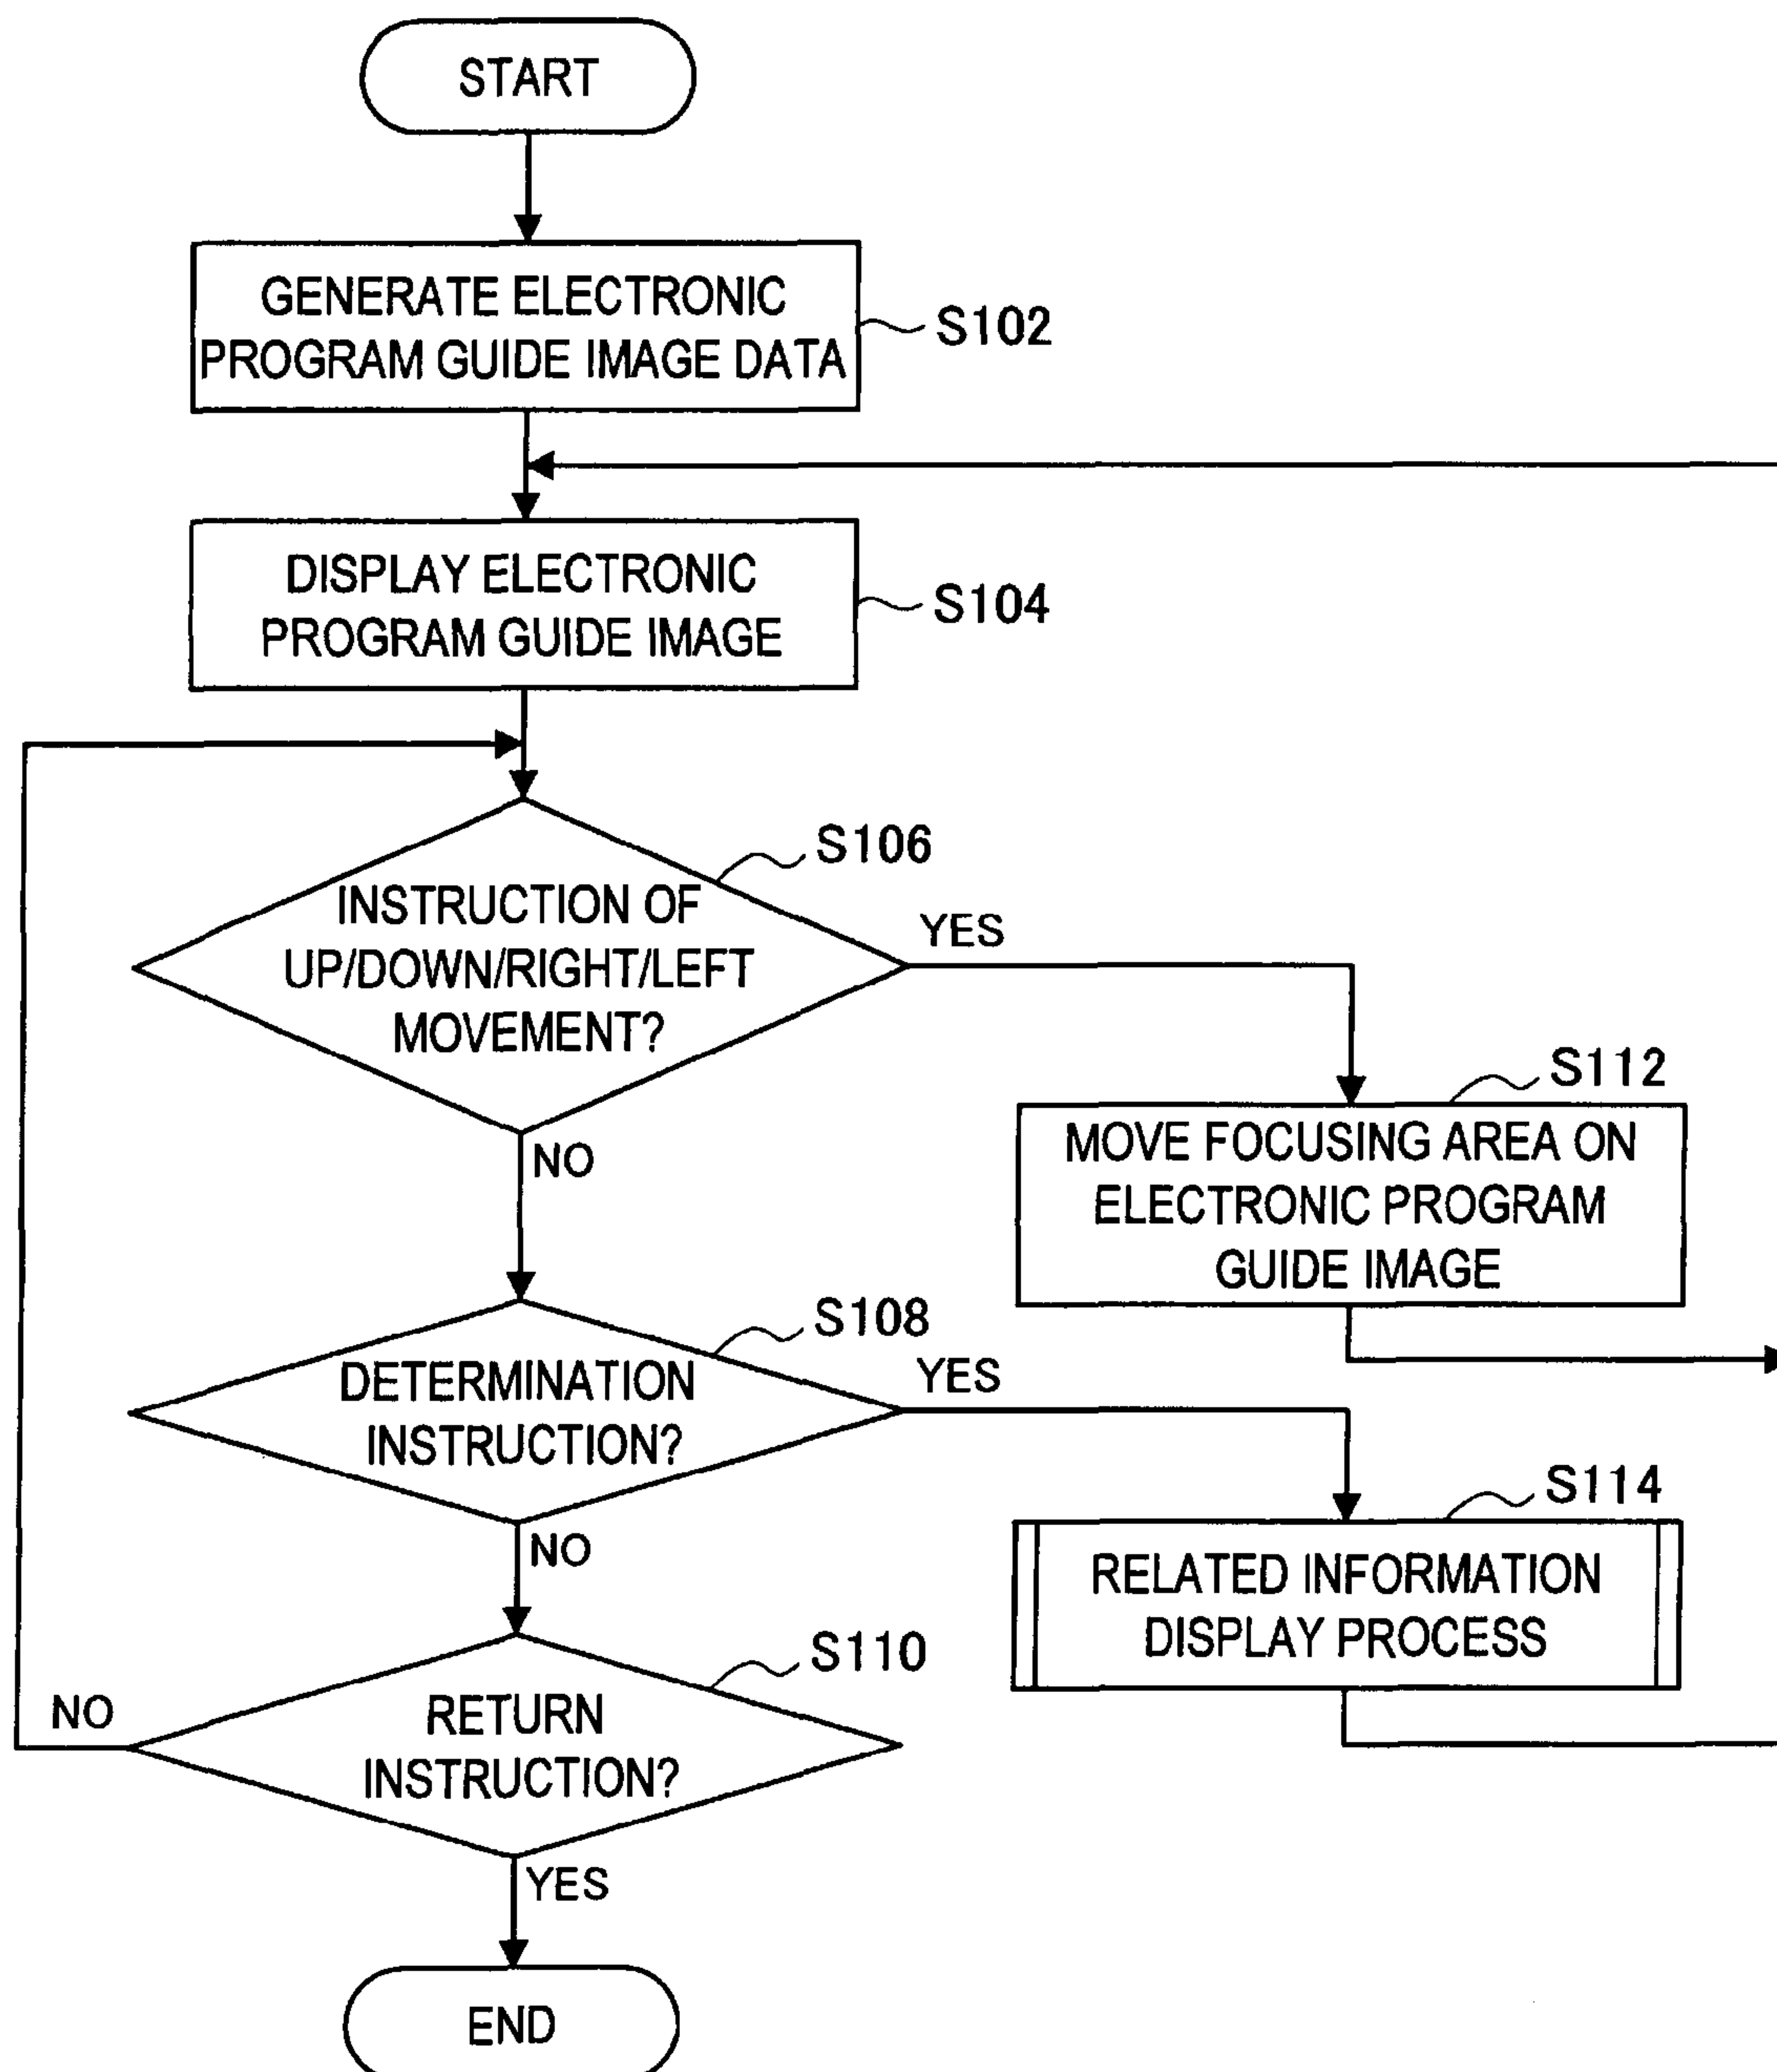 START
GENERATE ELECTRONIC
PROGRAM GUIDE IMAGE DATA
S102
DISPLAY ELECTRONIC
PROGRAM GUIDE IMAGE
S104
S106
INSTRUCTION OF
UP/DOWN/RIGHT/LEFT
MOVEMENT?
YES
NO
S112
MOVE FOCUSING AREA ON
ELECTRONIC PROGRAM
GUIDE IMAGE
S108
DETERMINATION
INSTRUCTION?
YES
NO
S114
RELATED INFORMATION
DISPLAY PROCESS
S110
RETURN
INSTRUCTION?
NO
YES
END